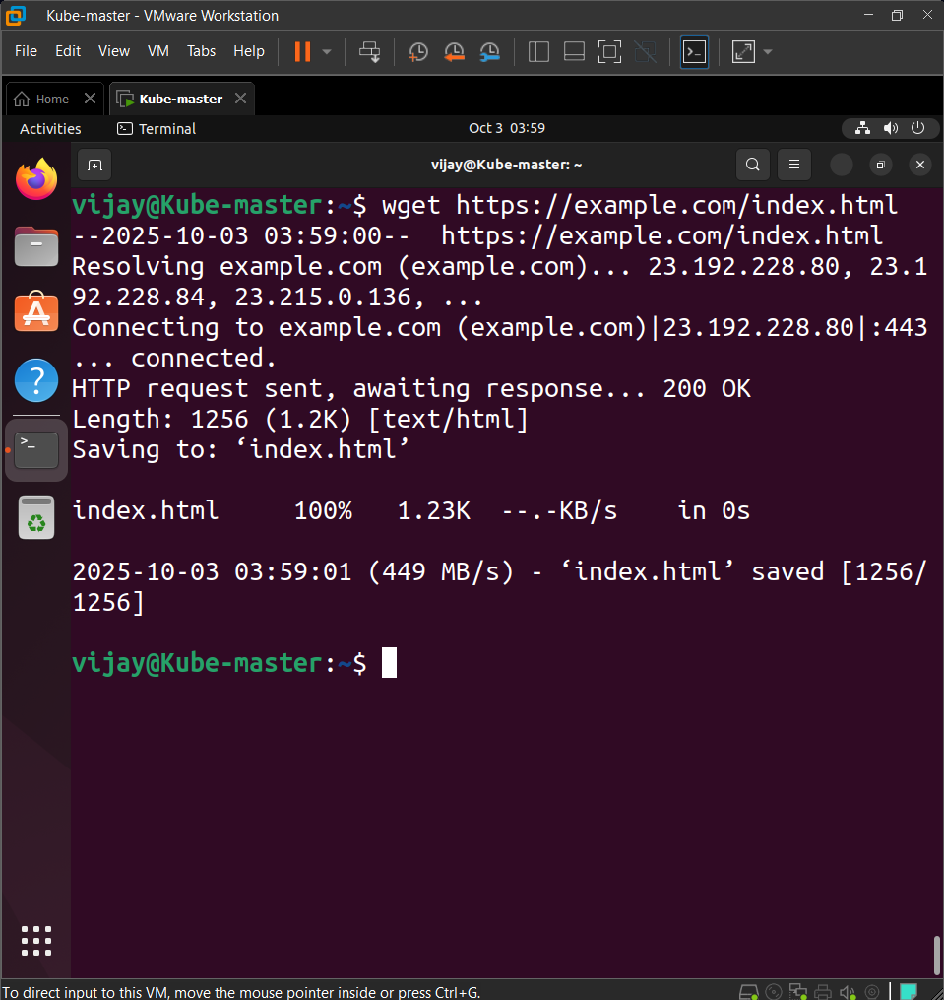 Kube-master - VMware Workstation
File Edit View VM Tabs Help
Home Kube-master
Activities Terminal Oct 3 03:59
vijay@Kube-master: ~
vijay@Kube-master:~$ wget https://example.com/index.html
--2025-10-03 03:59:00--  https://example.com/index.html
Resolving example.com (example.com)... 23.192.228.80, 23.1
92.228.84, 23.215.0.136, ...
Connecting to example.com (example.com)|23.192.228.80|:443
... connected.
HTTP request sent, awaiting response... 200 OK
Length: 1256 (1.2K) [text/html]
Saving to: ‘index.html’
index.html 100% 1.23K --.-KB/s in 0s
2025-10-03 03:59:01 (449 MB/s) - ‘index.html’ saved [1256/
1256]
vijay@Kube-master:~$
To direct input to this VM, move the mouse pointer inside or press Ctrl+G.